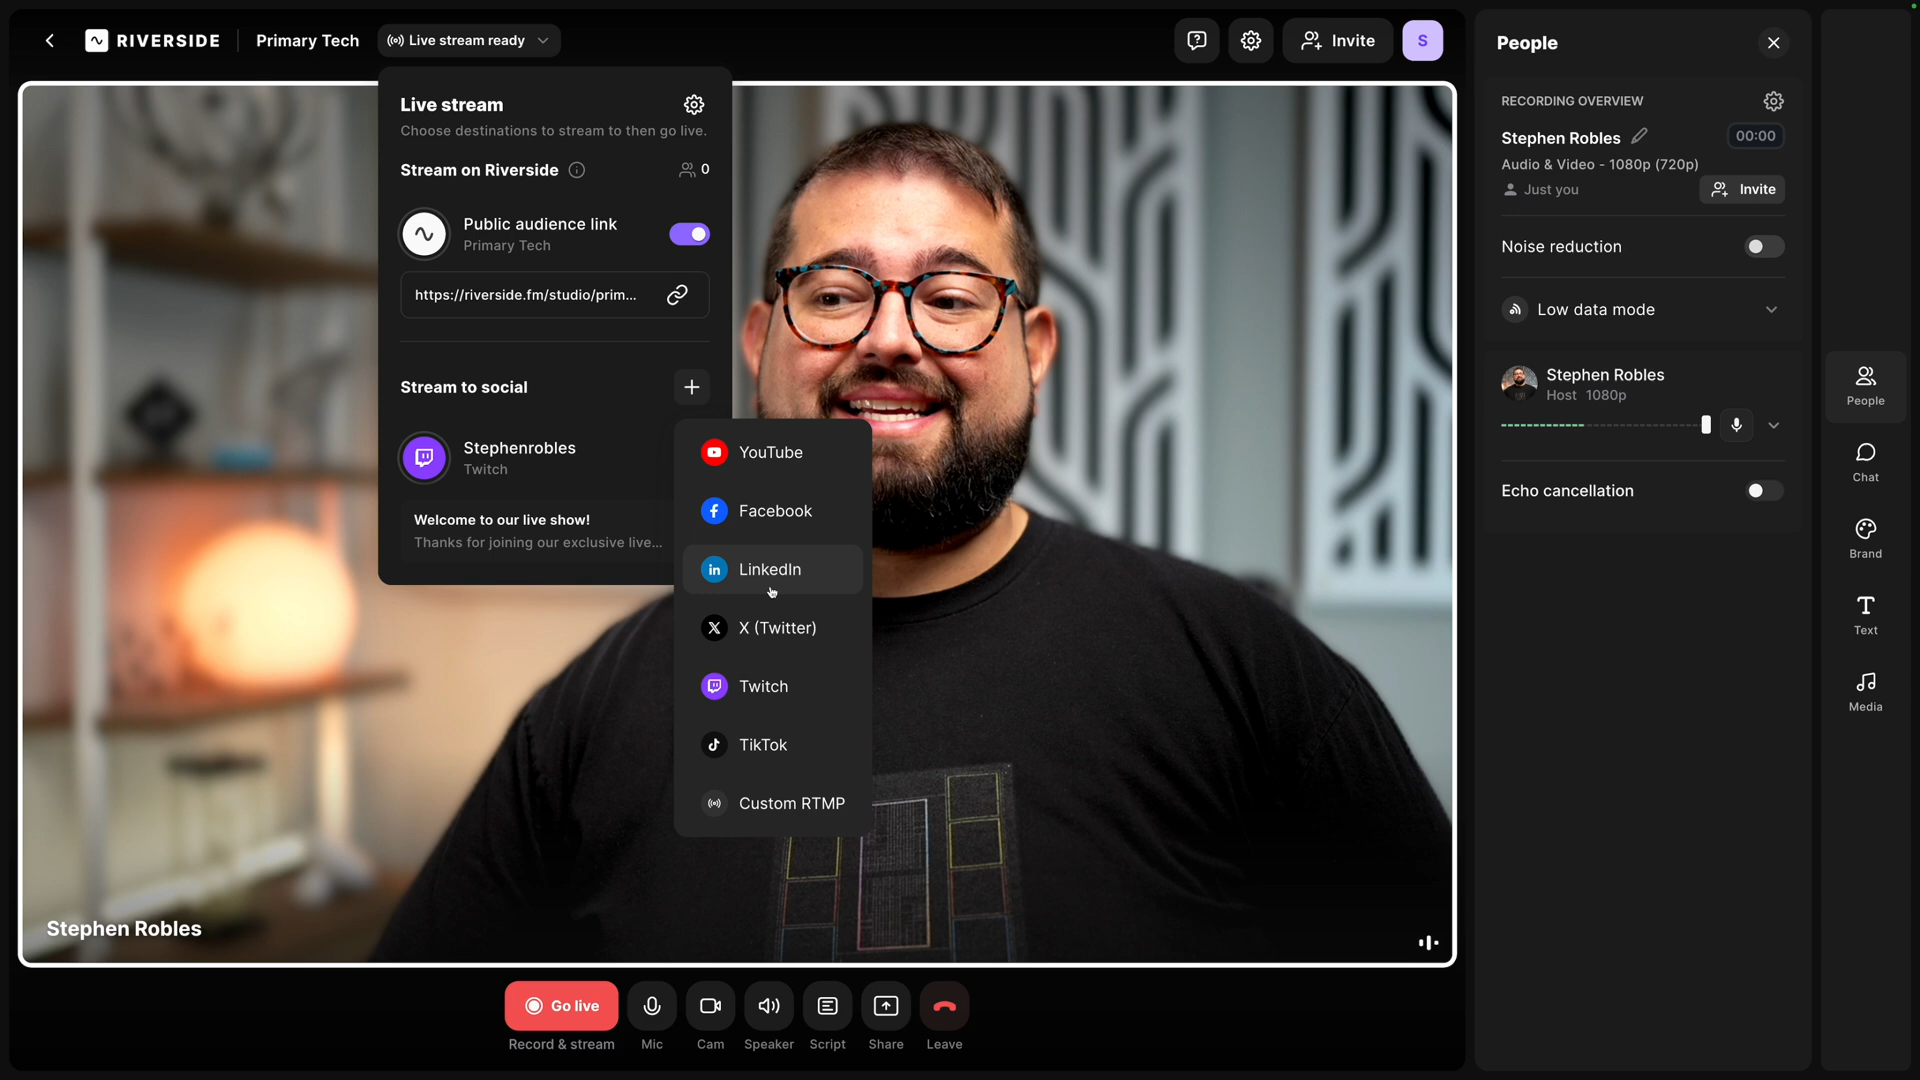 RIVERSIDE
Primary Tech
Live stream ready
Invite
S
Live stream
Choose destinations to stream to then go live.
Stream on Riverside
0
Public audience link
Primary Tech
https://riverside.fm/studio/prim...
Stream to social
Stephenrobles
Twitch
Welcome to our live show!
Thanks for joining our exclusive live...
YouTube
Facebook
LinkedIn
X (Twitter)
Twitch
TikTok
Custom RTMP
Stephen Robles
Go live
Record & stream
Mic
Cam
Speaker
Script
Share
Leave
People
RECORDING OVERVIEW
Stephen Robles
00:00
Audio & Video - 1080p (720p)
Just you
Invite
Noise reduction
Low data mode
Stephen Robles
Host 1080p
Echo cancellation
People
Chat
Brand
Text
Media